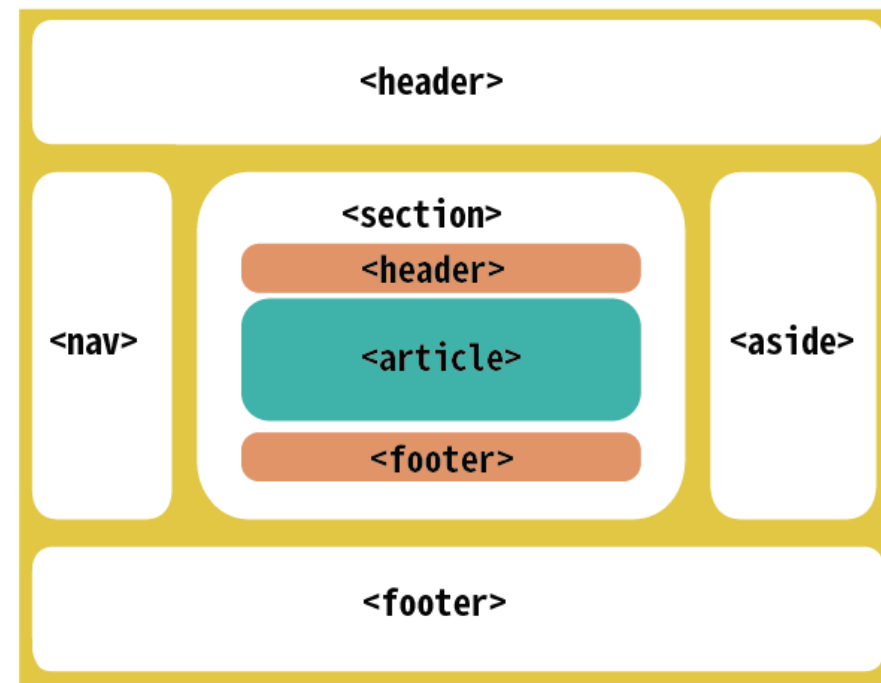 <header>
<section>
<header>
<nav>
<article>
<aside>
<footer>
<footer>